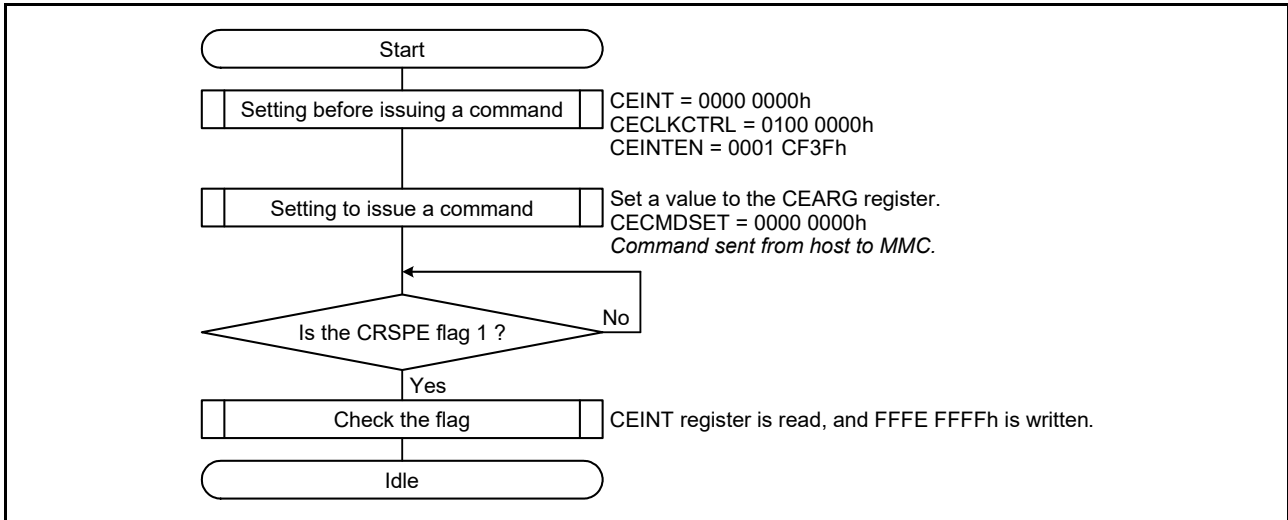 Start
Setting before issuing a command
CEINT = 0000 0000h
CECLKCTRL = 0100 0000h
CEINTEN = 0001 CF3Fh
Setting to issue a command
Set a value to the CEARG register.
CECMDSET = 0000 0000h
Command sent from host to MMC.
Is the CRSPE flag 1 ?
No
Yes
Check the flag
CEINT register is read, and FFFE FFFFh is written.
Idle